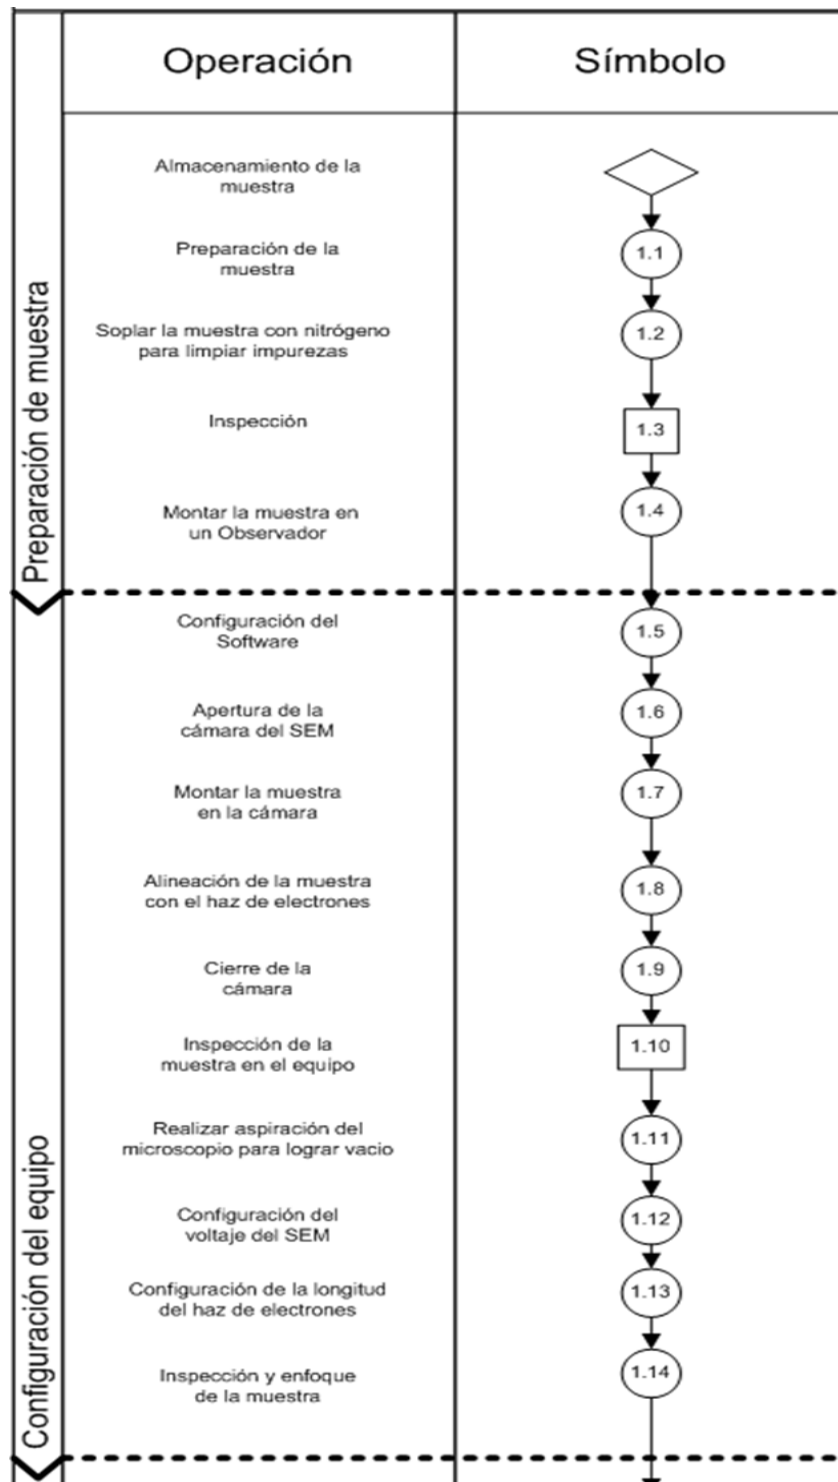 Operación
Símbolo
Preparación de muestra
Almacenamiento de la
muestra
Preparación de la
muestra
1.1
Soplar la muestra con nitrógeno
para limpiar impurezas
1.2
Inspección
1.3
Montar la muestra en
un Observador
1.4
Configuración del equipo
Configuración del
Software
1.5
Apertura de la
cámara del SEM
1.6
Montar la muestra
en la cámara
1.7
Alineación de la muestra
con el haz de electrones
1.8
Cierre de la
cámara
1.9
Inspección de la
muestra en el equipo
1.10
Realizar aspiración del
microscopio para lograr vacio
1.11
Configuración del
voltaje del SEM
1.12
Configuración de la longitud
del haz de electrones
1.13
Inspección y enfoque
de la muestra
1.14